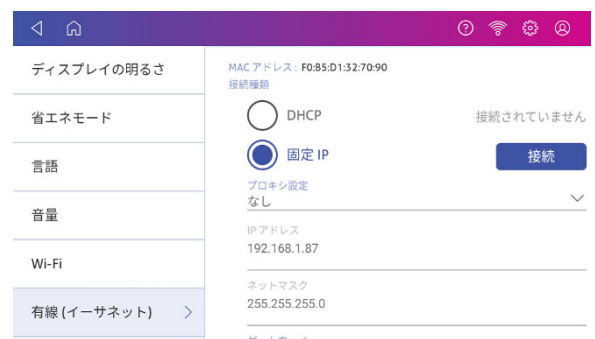 ディスプレイの明るさ
省エネモード
言語
音量
Wi-Fi
有線 (イーサネット)
MAC アドレス : F0:B5:D1:32:70:90
接続種類
DHCP
接続されていません
固定 IP
接続
プロキシ設定
なし
IP アドレス
192.168.1.87
ネットマスク
255.255.255.0